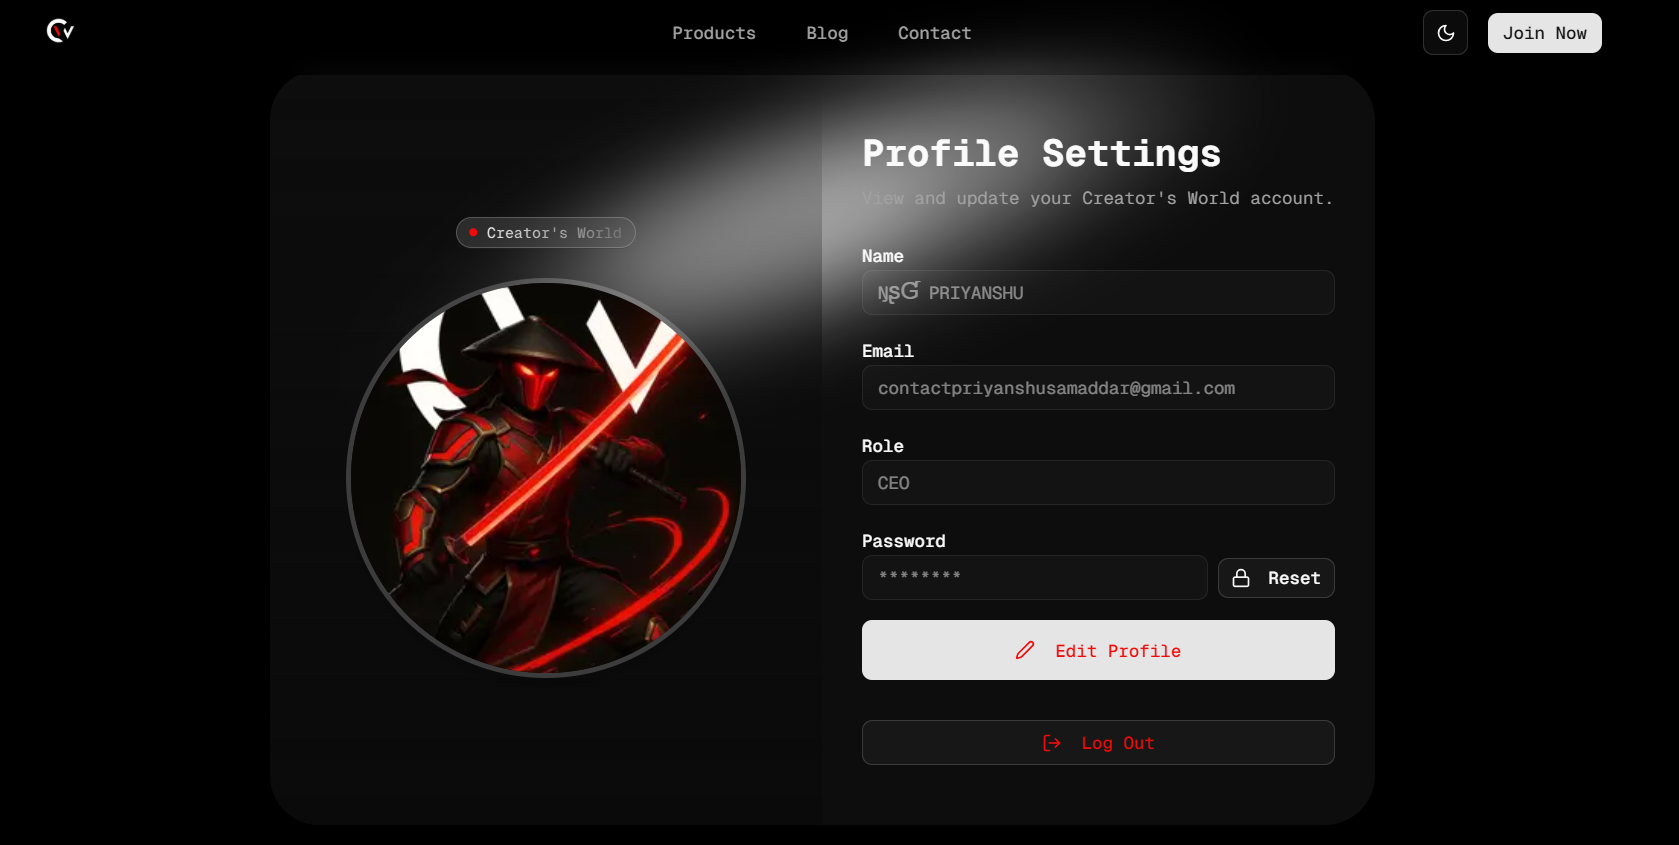 Products Blog Contact Join Now
Creator's World
Profile Settings
View and update your Creator's World account.
Name
ŊʂƓ PRIYANSHU
Email
contactpriyanshusamaddar@gmail.com
Role
CEO
Password
********
Reset
Edit Profile
Log Out